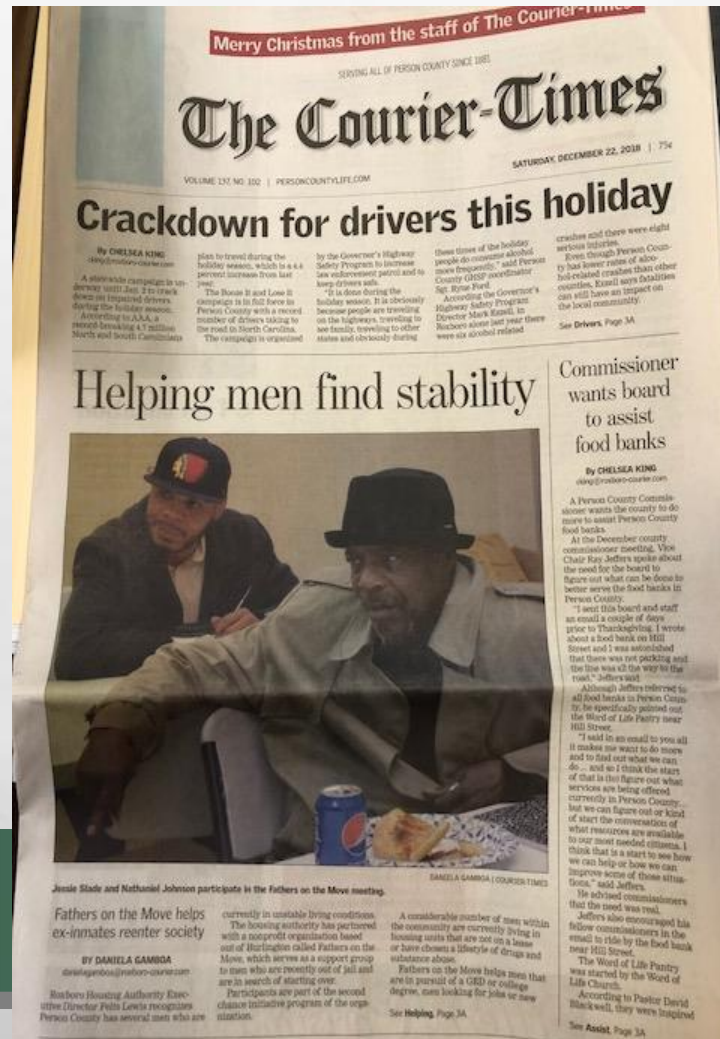 Merry Christmas from the staff of The Courier-Times
SERVING ALL OF PERSON COUNTY SINCE 1881
The Courier-Times
VOLUME 137, NO. 102 | PERSONCOUNTYLIFE.COM
SATURDAY, DECEMBER 22, 2018 | 75¢
Crackdown for drivers this holiday
By CHELSEA KING
cking@roxboro-courier.com
A statewide campaign is un-
derway until Jan. 2 to crack
down on impaired drivers
during the holiday season.
According to AAA, a
record-breaking 4.7 million
North and South Carolinians
plan to travel during the
holiday season, which is a 4.4
percent increase from last
year.
The Booze It and Lose It
campaign is in full force in
Person County with a record
number of drivers taking to
the road in North Carolina.
The campaign is organized
by the Governor's Highway
Safety Program to increase
law enforcement patrol and to
keep drivers safe.
"It is done during the
holiday season. It is obviously
because people are traveling
on the highways, traveling to
see family, traveling to other
states and obviously during
these times of the holiday
people do consume alcohol
more frequently," said Person
County GHSP coordinator
Sgt. Ryne Ford.
According the Governor's
Highway Safety Program
Director Mark Ezzell, in
Roxboro alone last year there
were six alcohol related
crashes and there were eight
serious injuries.
Even though Person Coun-
ty has lower rates of alco-
hol-related crashes than other
counties, Ezzell says fatalities
can still have an impact on
the local community.
See Drivers, Page 3A
Helping men find stability
DANIELA GAMBOA | COURIER-TIMES
Jessie Slade and Nathaniel Johnson participate in the Fathers on the Move meeting.
Fathers on the Move helps
ex-inmates reenter society
BY DANIELA GAMBOA
danielagamboa@roxboro-courier.com
Roxboro Housing Authority Exec-
utive Director Felts Lewis recognizes
Person County has several men who are
currently in unstable living conditions.
The housing authority has partnered
with a nonprofit organization based
out of Burlington called Fathers on the
Move, which serves as a support group
to men who are recently out of jail and
are in search of starting over.
Participants are part of the second
chance initiative program of the orga-
nization.
A considerable number of men within
the community are currently living in
housing units that are not on a lease
or have chosen a lifestyle of drugs and
substance abuse.
Fathers on the Move helps men that
are in pursuit of a GED or college
degree, men looking for jobs or new
See Helping, Page 3A
Commissioner
wants board
to assist
food banks
By CHELSEA KING
cking@roxboro-courier.com
A Person County Commis-
sioner wants the county to do
more to assist Person County
food banks.
At the December county
commissioner meeting, Vice
Chair Ray Jeffers spoke about
the need for the board to
figure out what can be done to
better serve the food banks in
Person County.
"I sent this board and staff
an email a couple of days
prior to Thanksgiving. I wrote
about a food bank on Hill
Street and I was astonished
that there was not parking and
the line was all the way to the
road," Jeffers said.
Although Jeffers referred to
all food banks in Person Coun-
ty, he specifically pointed out
the Word of Life Pantry near
Hill Street.
"I said in an email to you all
it makes me want to do more
and to find out what we can
do... and so I think the start
of that is (to) figure out what
services are being offered
currently in Person County...
but we can figure out or kind
of start the conversation of
what resources are available
to our most needed citizens. I
think that is a start to see how
we can help or how we can
improve some of those situa-
tions," said Jeffers.
He advised commissioners
that the need was real.
Jeffers also encouraged his
fellow commissioners in the
email to ride by the food bank
near Hill Street.
The Word of Life Pantry
was started by the Word of
Life Church.
According to Pastor David
Blackwell, they were inspired
See Assist, Page 3A